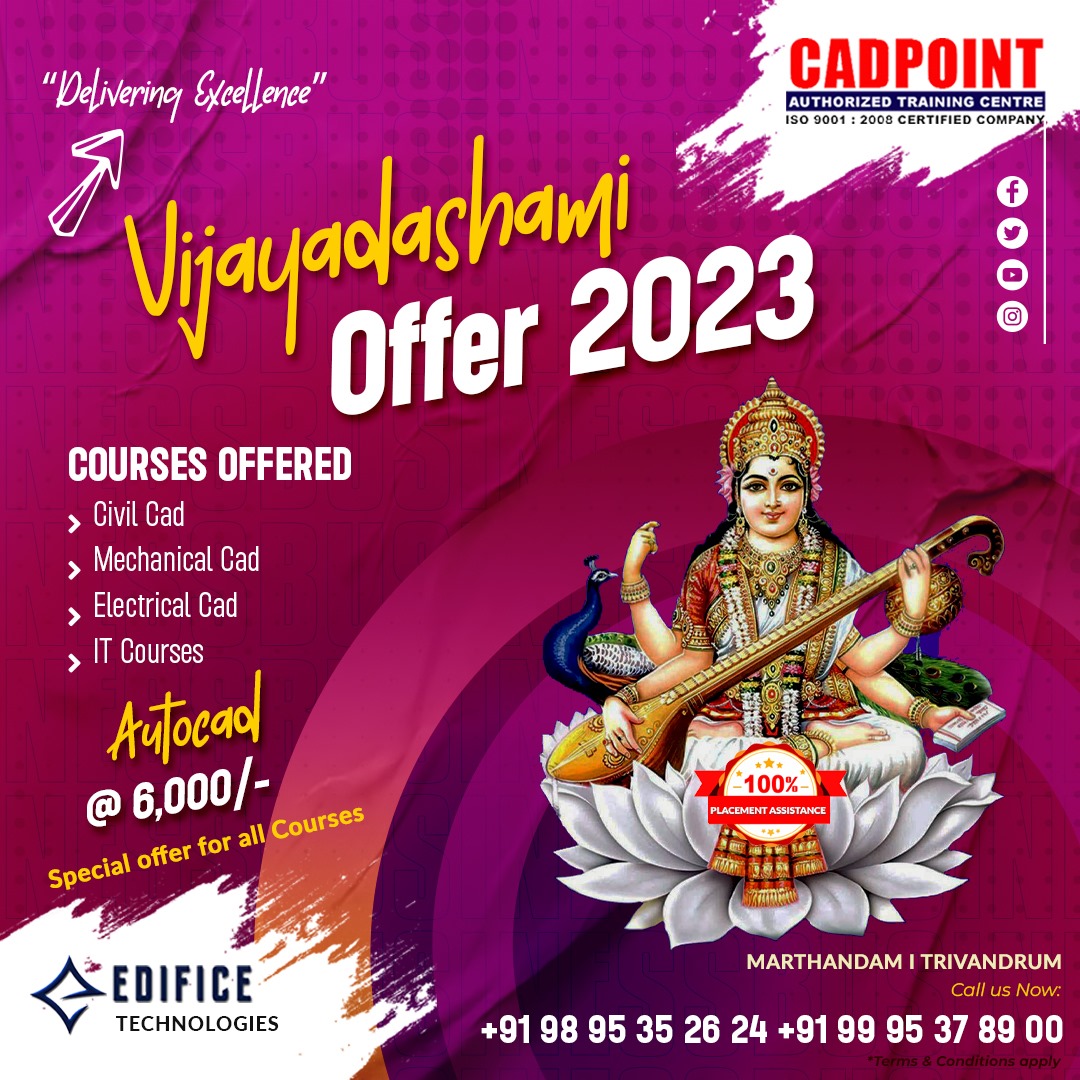 "Delivering Excellence"
CADPOINT
AUTHORIZED TRAINING CENTRE
ISO 9001 : 2008 CERTIFIED COMPANY
Vijayadashami
Offer 2023
COURSES OFFERED
Civil Cad
Mechanical Cad
Electrical Cad
IT Courses
Autocad
@ 6,000/-
Special offer for all Courses
100%
PLACEMENT ASSISTANCE
EDIFICE
TECHNOLOGIES
MARTHANDAM I TRIVANDRUM
Call us Now:
+91 98 95 35 26 24 +91 99 95 37 89 00
*Terms & Conditions apply